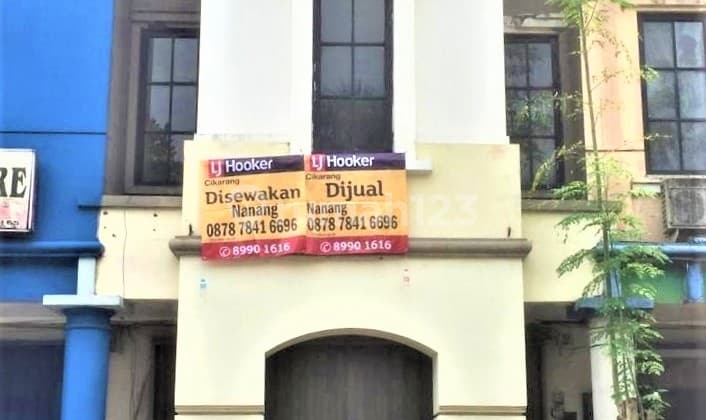 RE
LJ Hooker
Cikarang
Disewakan
Nanang
0878 7841 6696
✆ 8990 1616
LJ Hooker
Cikarang
Dijual
Nanang
0878 7841 6696
✆ 8990 1616